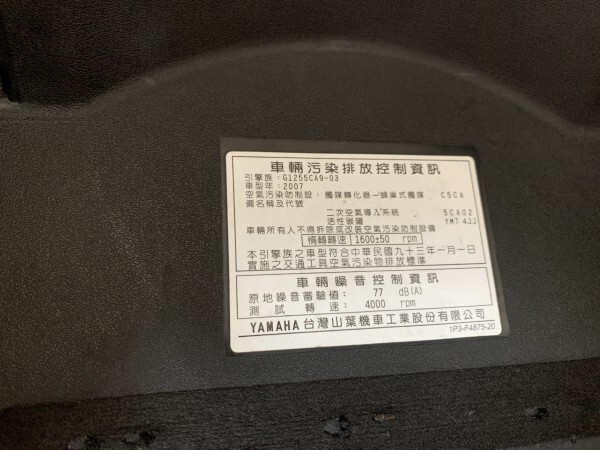 車輛污染排放控制資訊
引擎族：G1255CA9-03
車型年：2007
空氣污染防制設：觸媒轉化器－蜂巢式觸媒 C5CA
備名稱及代號
二次空氣導入系統 5CA02
活性碳罐 YMT 4JJ
車輛所有人不得拆除或改裝空氣污染防制設備
惰轉轉速 1600±50 rpm
本引擎族之車型符合中華民國九十三年一月一日
實施之交通工具空氣污染物排放標準
車輛噪音控制資訊
原地噪音審驗值： 77 dB(A)
測試轉速： 4000 rpm
YAMAHA 台灣山葉機車工業股份有限公司
1P3-F4875-20